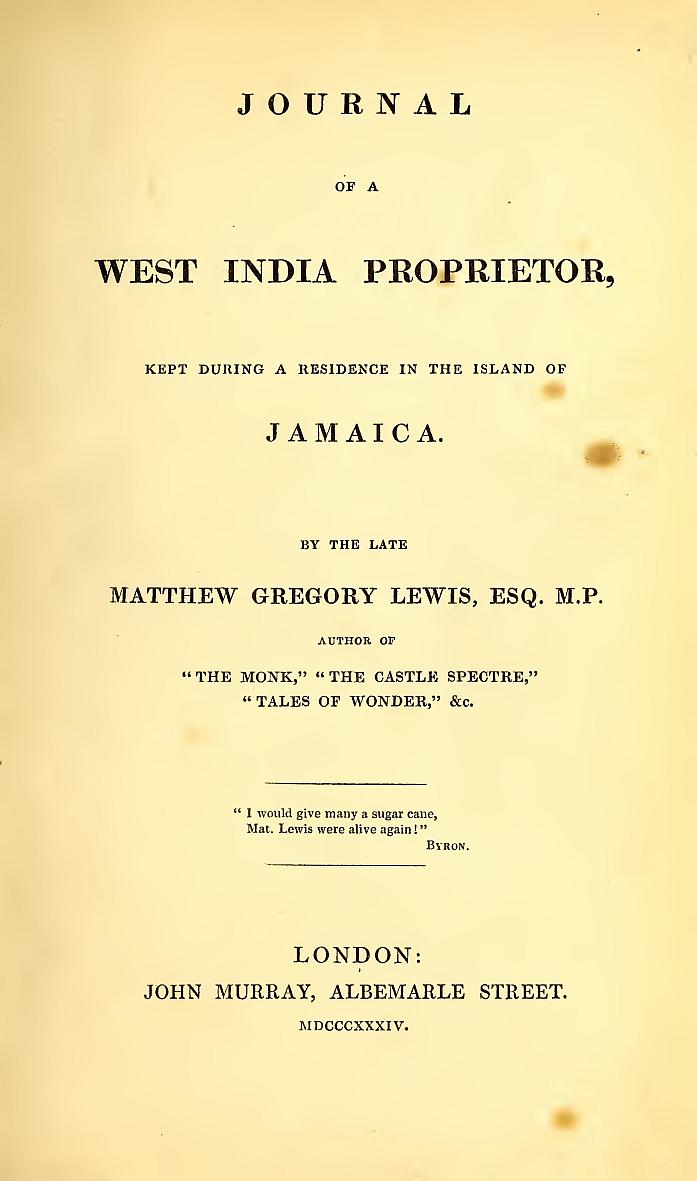 JOURNAL
OF A
WEST INDIA PROPRIETOR,
KEPT DURING A RESIDENCE IN THE ISLAND OF
JAMAICA.
BY THE LATE
MATTHEW GREGORY LEWIS, ESQ. M.P.
AUTHOR OF
“THE MONK,” “THE CASTLE SPECTRE,”
“TALES OF WONDER,” &c.
“I would give many a sugar cane,
Mat. Lewis were alive again!”
BYRON.
LONDON:
JOHN MURRAY, ALBEMARLE STREET.
MDCCCXXXIV.